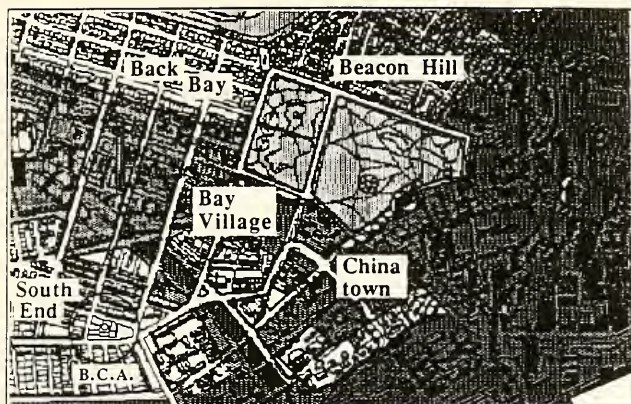 Back
Bay
Beacon Hill
Bay
Village
China
town
South
End
B.C.A.